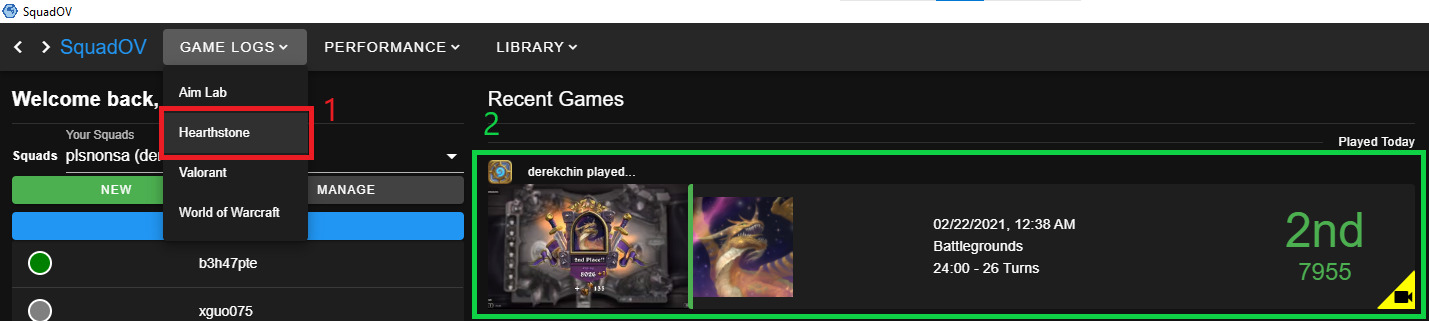 SquadOV
SquadOV GAME LOGS PERFORMANCE LIBRARY
Aim Lab
Hearthstone
Valorant
World of Warcraft
1
Welcome back,
Your Squads
Squads plsnonsa (de
NEW MANAGE
b3h47pte
xguo075
Recent Games
2
Played Today
derekchin played...
2nd Place!!
8026
02/22/2021, 12:38 AM
Battlegrounds
24:00 - 26 Turns
2nd
7955